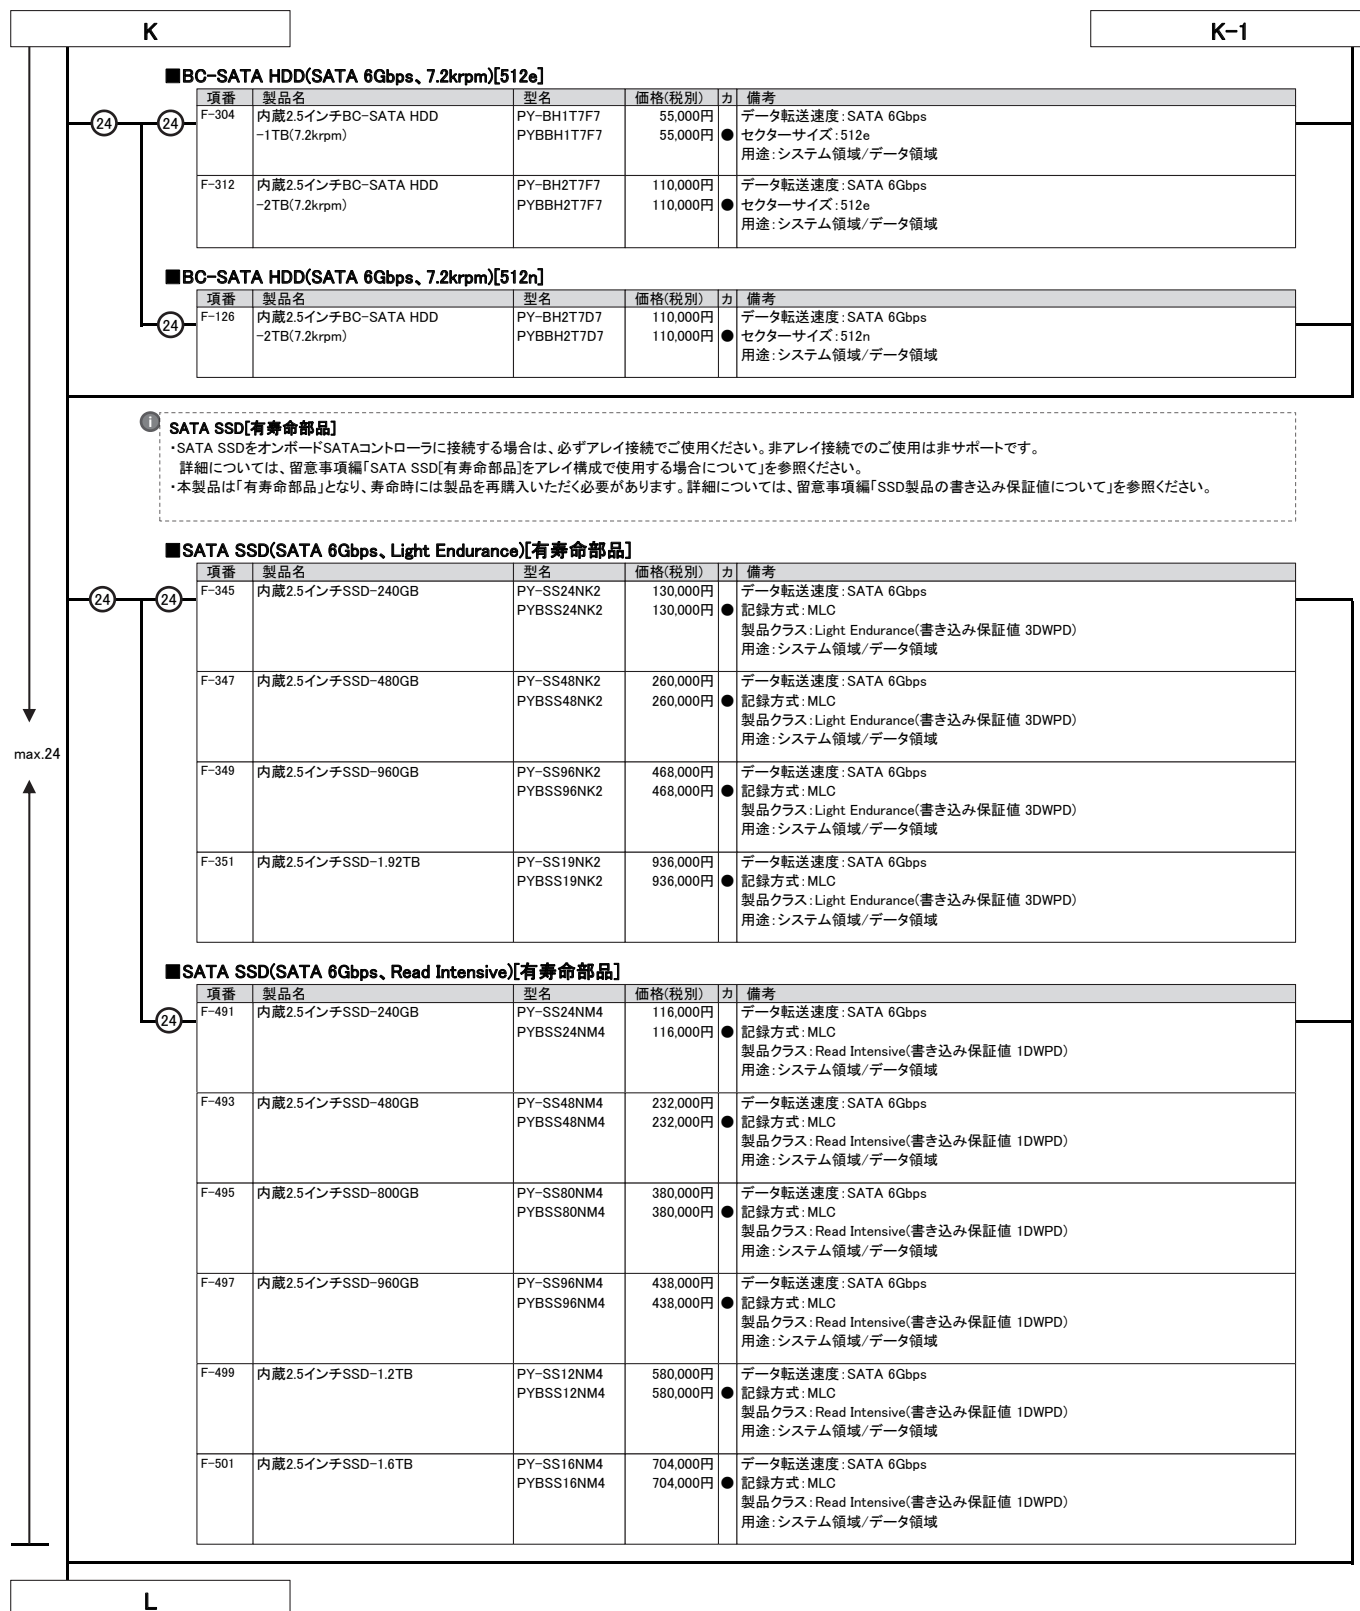 K
K-1
■BC-SATA HDD(SATA 6Gbps、7.2krpm)[512e]
項番 製品名 型名 価格(税別) カ 備考
24 24 F-304 内蔵2.5インチBC-SATA HDD PY-BH1T7F7 55,000円 データ転送速度:SATA 6Gbps
-1TB(7.2krpm) PYBBH1T7F7 55,000円 ● セクターサイズ:512e
用途:システム領域/データ領域
F-312 内蔵2.5インチBC-SATA HDD PY-BH2T7F7 110,000円 データ転送速度:SATA 6Gbps
-2TB(7.2krpm) PYBBH2T7F7 110,000円 ● セクターサイズ:512e
用途:システム領域/データ領域
■BC-SATA HDD(SATA 6Gbps、7.2krpm)[512n]
項番 製品名 型名 価格(税別) カ 備考
24 F-126 内蔵2.5インチBC-SATA HDD PY-BH2T7D7 110,000円 データ転送速度:SATA 6Gbps
-2TB(7.2krpm) PYBBH2T7D7 110,000円 ● セクターサイズ:512n
用途:システム領域/データ領域
i SATA SSD[有寿命部品]
・SATA SSDをオンボードSATAコントローラに接続する場合は、必ずアレイ接続でご使用ください。非アレイ接続でのご使用は非サポートです。
詳細については、留意事項編「SATA SSD[有寿命部品]をアレイ構成で使用する場合について」を参照ください。
・本製品は「有寿命部品」となり、寿命時には製品を再購入いただく必要があります。詳細については、留意事項編「SSD製品の書き込み保証値について」を参照ください。
■SATA SSD(SATA 6Gbps、Light Endurance)[有寿命部品]
項番 製品名 型名 価格(税別) カ 備考
24 24 F-345 内蔵2.5インチSSD-240GB PY-SS24NK2 130,000円 データ転送速度:SATA 6Gbps
PYBSS24NK2 130,000円 ● 記録方式:MLC
製品クラス:Light Endurance(書き込み保証値 3DWPD)
用途:システム領域/データ領域
F-347 内蔵2.5インチSSD-480GB PY-SS48NK2 260,000円 データ転送速度:SATA 6Gbps
PYBSS48NK2 260,000円 ● 記録方式:MLC
製品クラス:Light Endurance(書き込み保証値 3DWPD)
用途:システム領域/データ領域
max.24
F-349 内蔵2.5インチSSD-960GB PY-SS96NK2 468,000円 データ転送速度:SATA 6Gbps
PYBSS96NK2 468,000円 ● 記録方式:MLC
製品クラス:Light Endurance(書き込み保証値 3DWPD)
用途:システム領域/データ領域
F-351 内蔵2.5インチSSD-1.92TB PY-SS19NK2 936,000円 データ転送速度:SATA 6Gbps
PYBSS19NK2 936,000円 ● 記録方式:MLC
製品クラス:Light Endurance(書き込み保証値 3DWPD)
用途:システム領域/データ領域
■SATA SSD(SATA 6Gbps、Read Intensive)[有寿命部品]
項番 製品名 型名 価格(税別) カ 備考
24 F-491 内蔵2.5インチSSD-240GB PY-SS24NM4 116,000円 データ転送速度:SATA 6Gbps
PYBSS24NM4 116,000円 ● 記録方式:MLC
製品クラス:Read Intensive(書き込み保証値 1DWPD)
用途:システム領域/データ領域
F-493 内蔵2.5インチSSD-480GB PY-SS48NM4 232,000円 データ転送速度:SATA 6Gbps
PYBSS48NM4 232,000円 ● 記録方式:MLC
製品クラス:Read Intensive(書き込み保証値 1DWPD)
用途:システム領域/データ領域
F-495 内蔵2.5インチSSD-800GB PY-SS80NM4 380,000円 データ転送速度:SATA 6Gbps
PYBSS80NM4 380,000円 ● 記録方式:MLC
製品クラス:Read Intensive(書き込み保証値 1DWPD)
用途:システム領域/データ領域
F-497 内蔵2.5インチSSD-960GB PY-SS96NM4 438,000円 データ転送速度:SATA 6Gbps
PYBSS96NM4 438,000円 ● 記録方式:MLC
製品クラス:Read Intensive(書き込み保証値 1DWPD)
用途:システム領域/データ領域
F-499 内蔵2.5インチSSD-1.2TB PY-SS12NM4 580,000円 データ転送速度:SATA 6Gbps
PYBSS12NM4 580,000円 ● 記録方式:MLC
製品クラス:Read Intensive(書き込み保証値 1DWPD)
用途:システム領域/データ領域
F-501 内蔵2.5インチSSD-1.6TB PY-SS16NM4 704,000円 データ転送速度:SATA 6Gbps
PYBSS16NM4 704,000円 ● 記録方式:MLC
製品クラス:Read Intensive(書き込み保証値 1DWPD)
用途:システム領域/データ領域
L